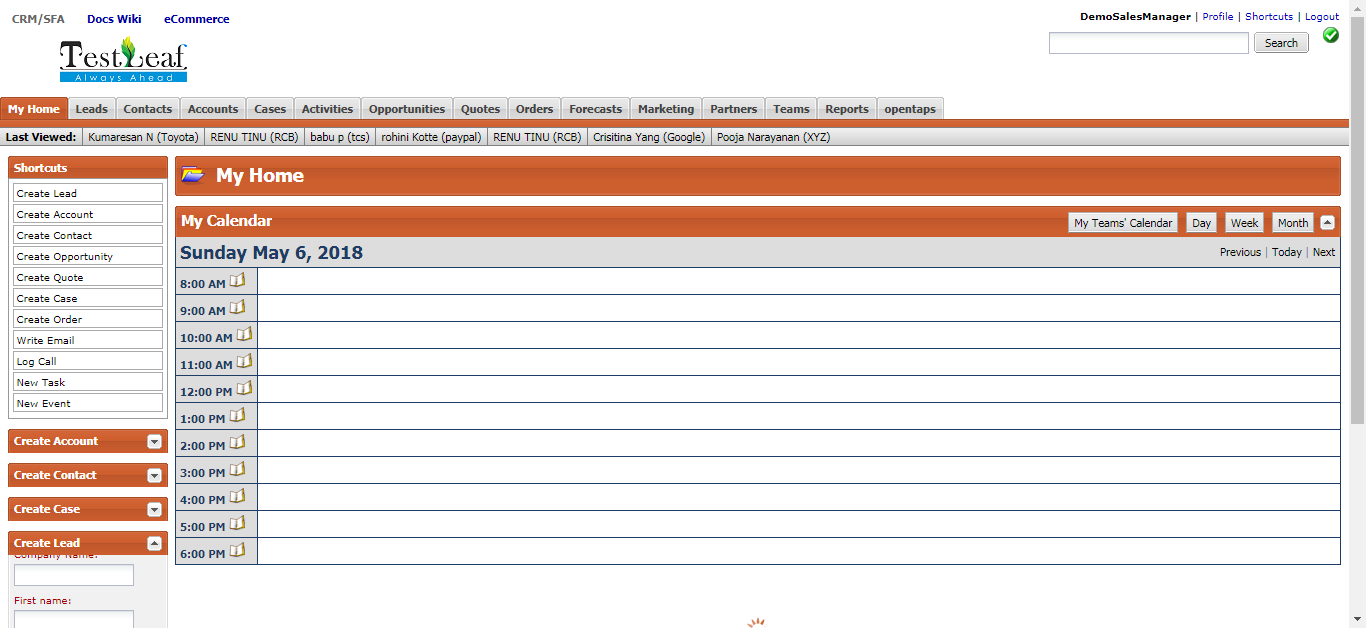 CRM/SFA Docs Wiki eCommerce
DemoSalesManager | Profile | Shortcuts | Logout
TestLeaf
Always Ahead
Search
My Home Leads Contacts Accounts Cases Activities Opportunities Quotes Orders Forecasts Marketing Partners Teams Reports opentaps
Last Viewed: Kumaresan N (Toyota) RENU TINU (RCB) babu p (tcs) rohini Kotte (paypal) RENU TINU (RCB) Crisitina Yang (Google) Pooja Narayanan (XYZ)
Shortcuts
Create Lead
Create Account
Create Contact
Create Opportunity
Create Quote
Create Case
Create Order
Write Email
Log Call
New Task
New Event
Create Account
Create Contact
Create Case
Create Lead
Company Name:
First name:
My Home
My Calendar
My Teams' Calendar Day Week Month
Sunday May 6, 2018
Previous | Today | Next
8:00 AM
9:00 AM
10:00 AM
11:00 AM
12:00 PM
1:00 PM
2:00 PM
3:00 PM
4:00 PM
5:00 PM
6:00 PM